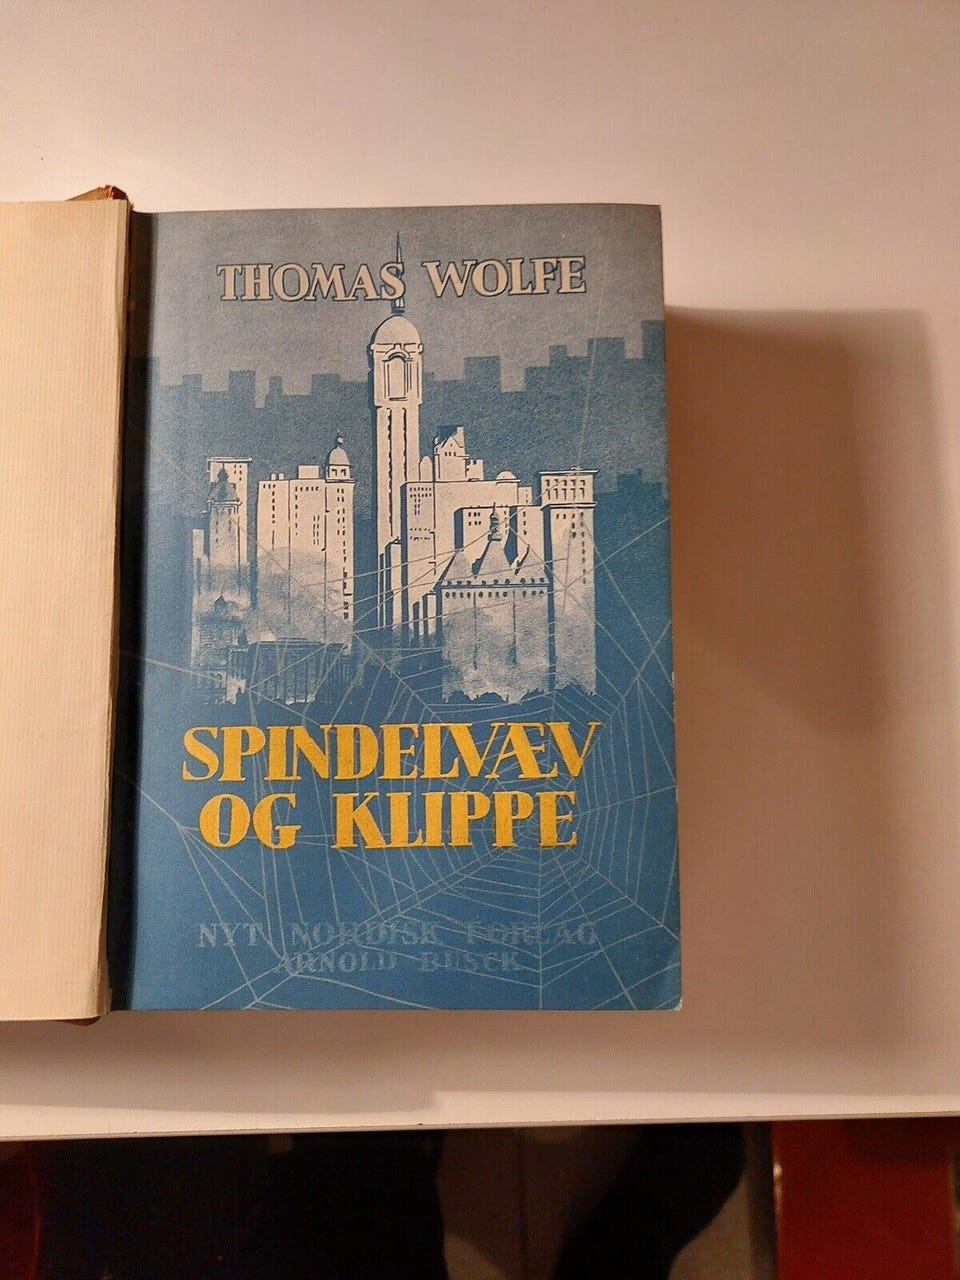 THOMAS WOLFE
SPINDELVÆV
OG KLIPPE
NYT NORDISK FORLAG
ARNOLD BUSCK